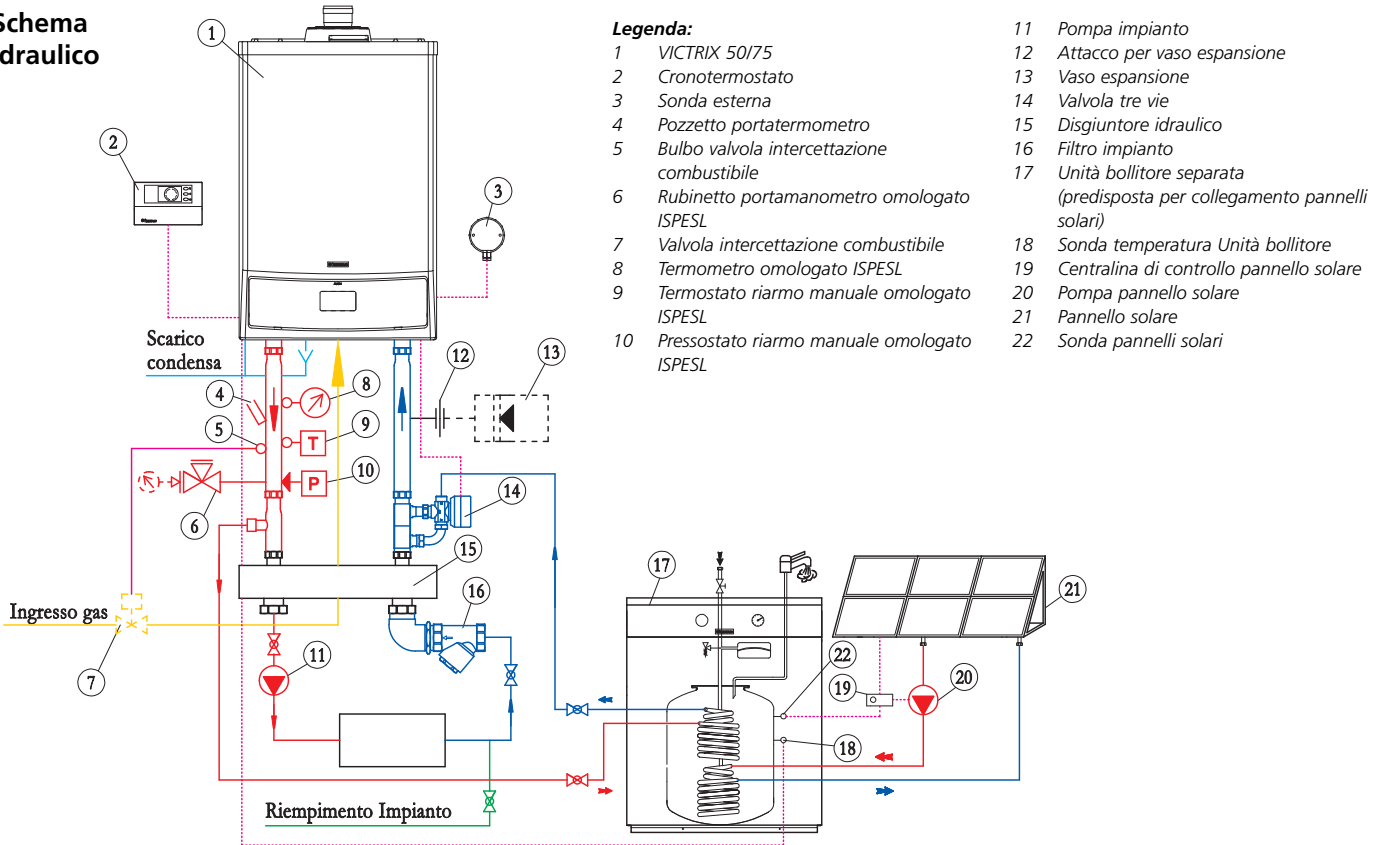 Schema
draulico
Legenda:
1 VICTRIX 50/75
2 Cronotermostato
3 Sonda esterna
4 Pozzetto portatermometro
5 Bulbo valvola intercettazione
combustibile
6 Rubinetto portamanometro omologato
ISPESL
7 Valvola intercettazione combustibile
8 Termometro omologato ISPESL
9 Termostato riarmo manuale omologato
ISPESL
10 Pressostato riarmo manuale omologato
ISPESL
11 Pompa impianto
12 Attacco per vaso espansione
13 Vaso espansione
14 Valvola tre vie
15 Disgiuntore idraulico
16 Filtro impianto
17 Unità bollitore separata
(predisposta per collegamento pannelli
solari)
18 Sonda temperatura Unità bollitore
19 Centralina di controllo pannello solare
20 Pompa pannello solare
21 Pannello solare
22 Sonda pannelli solari
1
2
3
Scarico
condensa
4
8
12
13
5
T
9
P
10
6
14
15
17
16
21
Ingresso gas
7
11
22
19
20
18
Riempimento Impianto